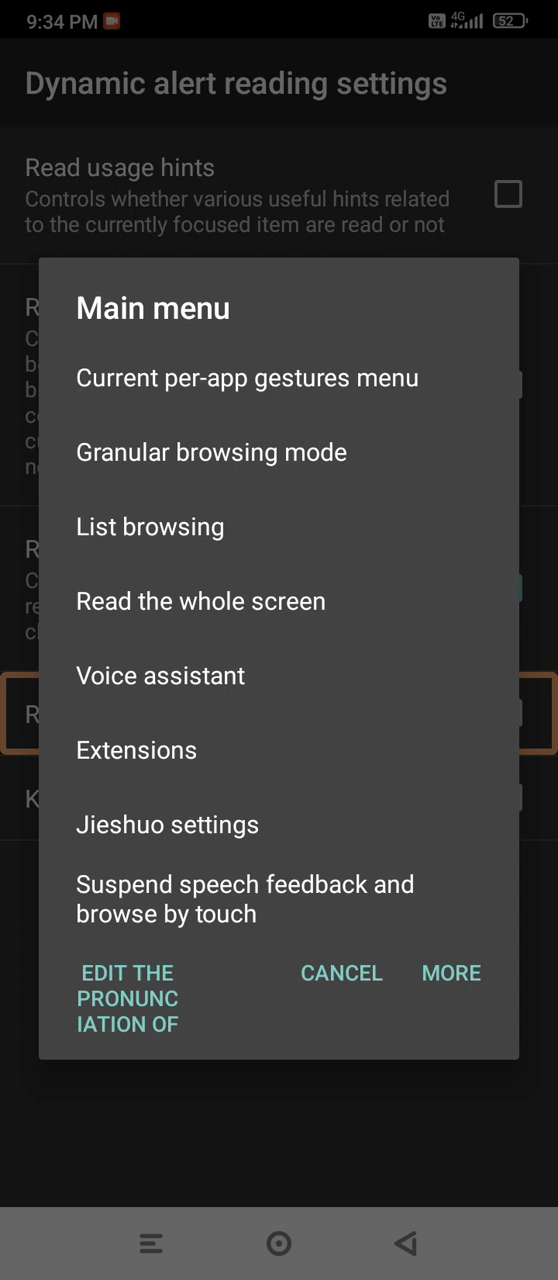 9:34 PM
Vo LTE 4G 52
Dynamic alert reading settings
Read usage hints
Controls whether various useful hints related
to the currently focused item are read or not
Main menu
Current per-app gestures menu
Granular browsing mode
List browsing
Read the whole screen
Voice assistant
Extensions
Jieshuo settings
Suspend speech feedback and
browse by touch
EDIT THE
PRONUNC
IATION OF
CANCEL
MORE